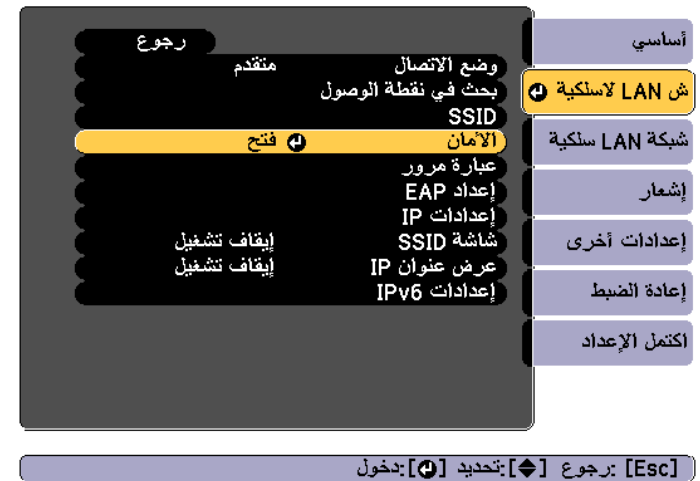 أساسي
ش LAN لاسلكية
شبكة LAN سلكية
إشعار
إعدادات أخرى
إعادة الضبط
اكتمل الإعداد
رجوع
وضع الاتصال متقدم
بحث في نقطة الوصول
SSID
الأمان فتح
عبارة مرور
إعداد EAP
إعدادات IP
شاشة SSID إيقاف تشغيل
عرض عنوان IP إيقاف تشغيل
إعدادات IPv6
[Esc] :رجوع [◆]:تحديد [↵]:دخول